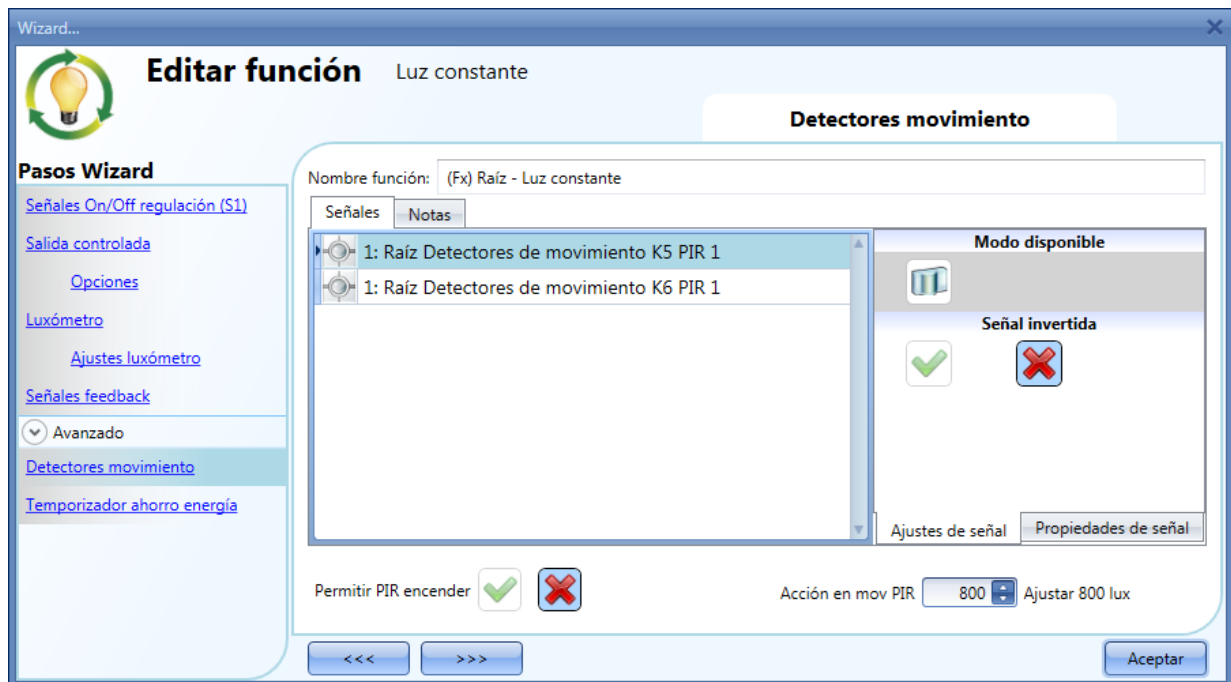 Wizard...
Editar función Luz constante
Detectores movimiento
Pasos Wizard
Señales On/Off regulación (S1)
Salida controlada
Opciones
Luxómetro
Ajustes luxómetro
Señales feedback
Avanzado
Detectores movimiento
Temporizador ahorro energía
Nombre función: (Fx) Raíz - Luz constante
Señales Notas
1: Raíz Detectores de movimiento K5 PIR 1
1: Raíz Detectores de movimiento K6 PIR 1
Modo disponible
Señal invertida
Ajustes de señal Propiedades de señal
Permitir PIR encender
Acción en mov PIR 800 Ajustar 800 lux
<<< >>> Aceptar